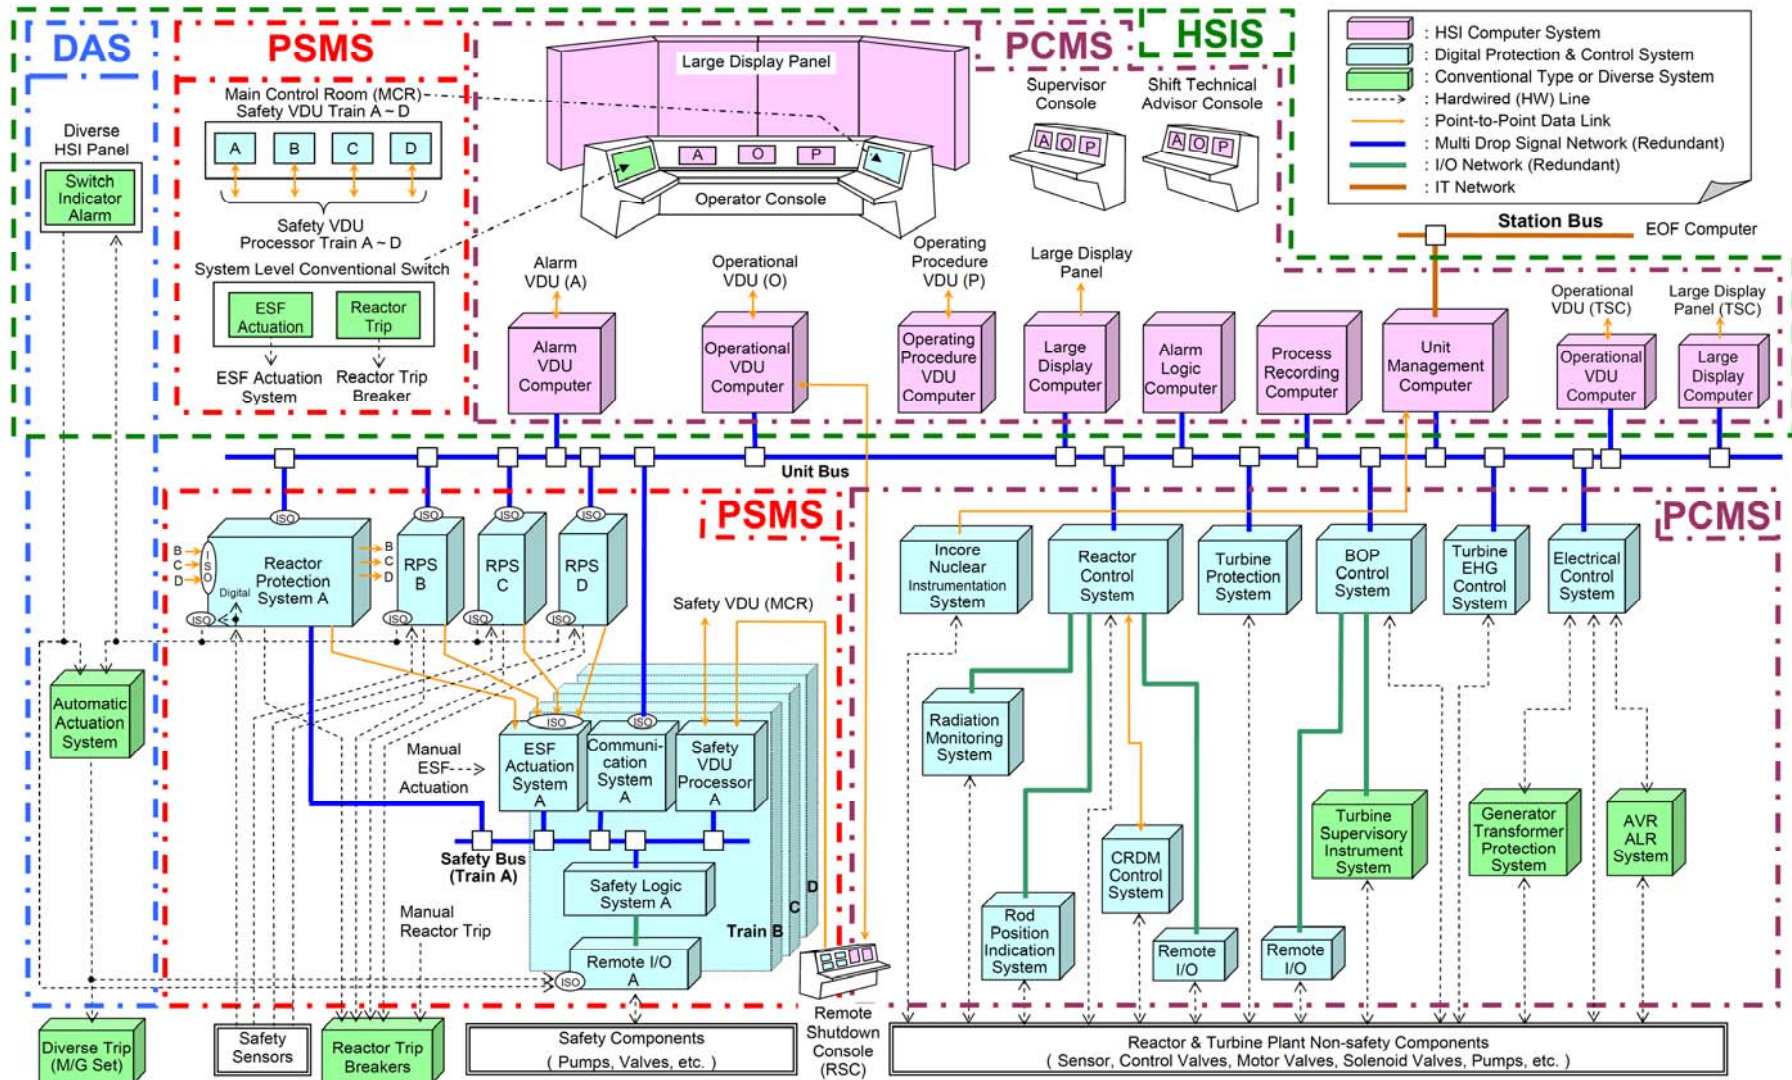 DAS
PSMS
PCMS
HSIS
: HSI Computer System
: Digital Protection & Control System
: Conventional Type or Diverse System
: Hardwired (HW) Line
: Point-to-Point Data Link
: Multi Drop Signal Network (Redundant)
: I/O Network (Redundant)
: IT Network
Diverse
HSI Panel
Switch
Indicator
Alarm
Main Control Room (MCR)
Safety VDU Train A ~ D
A
B
C
D
Safety VDU
Processor Train A ~ D
System Level Conventional Switch
ESF
Actuation
Reactor
Trip
ESF Actuation
System
Reactor Trip
Breaker
Large Display Panel
A
O
P
Operator Console
Supervisor
Console
A O P
Shift Technical
Advisor Console
A O P
Station Bus
EOF Computer
Alarm
VDU (A)
Operational
VDU (O)
Operating
Procedure
VDU (P)
Large Display
Panel
Operational
VDU (TSC)
Large Display
Panel (TSC)
Alarm
VDU
Computer
Operational
VDU
Computer
Operating
Procedure
VDU
Computer
Large
Display
Computer
Alarm
Logic
Computer
Process
Recording
Computer
Unit
Management
Computer
Operational
VDU
Computer
Large
Display
Computer
Unit Bus
PSMS
PCMS
ISO
ISO
ISO
ISO
B
C
D
ISO
Reactor
Protection
System A
B
C
D
Digital
ISO
RPS
B
ISO
RPS
C
ISO
RPS
D
ISO
Safety VDU (MCR)
Automatic
Actuation
System
Manual
ESF
Actuation
ISO
ISO
ESF
Actuation
System
A
Communi-
cation
System
A
Safety
VDU
Processor
A
Safety Bus
(Train A)
Safety Logic
System A
Manual
Reactor Trip
Train B
C
D
Remote I/O
A
ISO
Incore
Nuclear
Instrumentation
System
Reactor
Control
System
Turbine
Protection
System
BOP
Control
System
Turbine
EHG
Control
System
Electrical
Control
System
Radiation
Monitoring
System
CRDM
Control
System
Rod
Position
Indication
System
Remote
I/O
Remote
I/O
Turbine
Supervisory
Instrument
System
Generator
Transformer
Protection
System
AVR
ALR
System
Diverse Trip
(M/G Set)
Safety
Sensors
Reactor Trip
Breakers
Safety Components
( Pumps, Valves, etc. )
Remote
Shutdown
Console
(RSC)
Reactor & Turbine Plant Non-safety Components
( Sensor, Control Valves, Motor Valves, Solenoid Valves, Pumps, etc. )